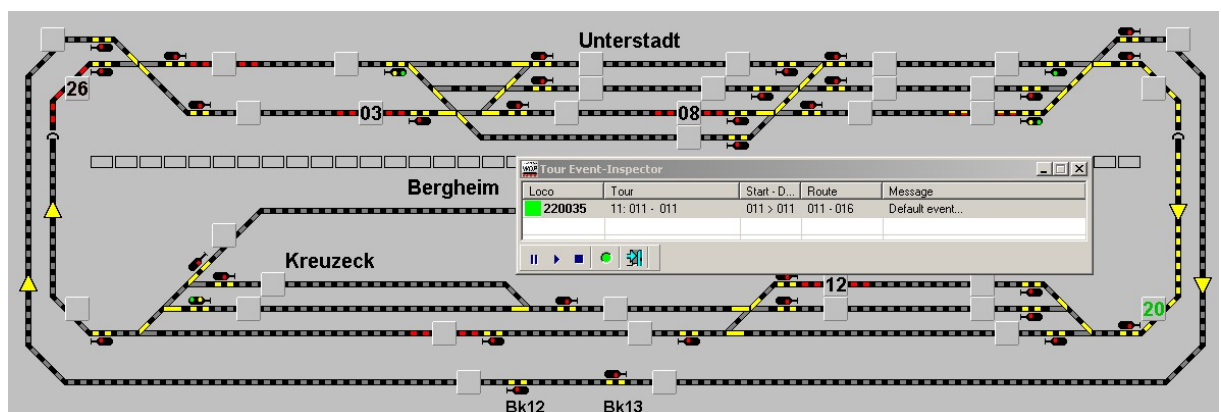 Unterstadt
26
03
08
WDP
Tour Event-Inspector
Bergheim
Loco Tour Start - D... Route Message
220035 11: 011 - 011 011 > 011 011 - 016 Default event...
Kreuzeck
12
20
Bk12 Bk13